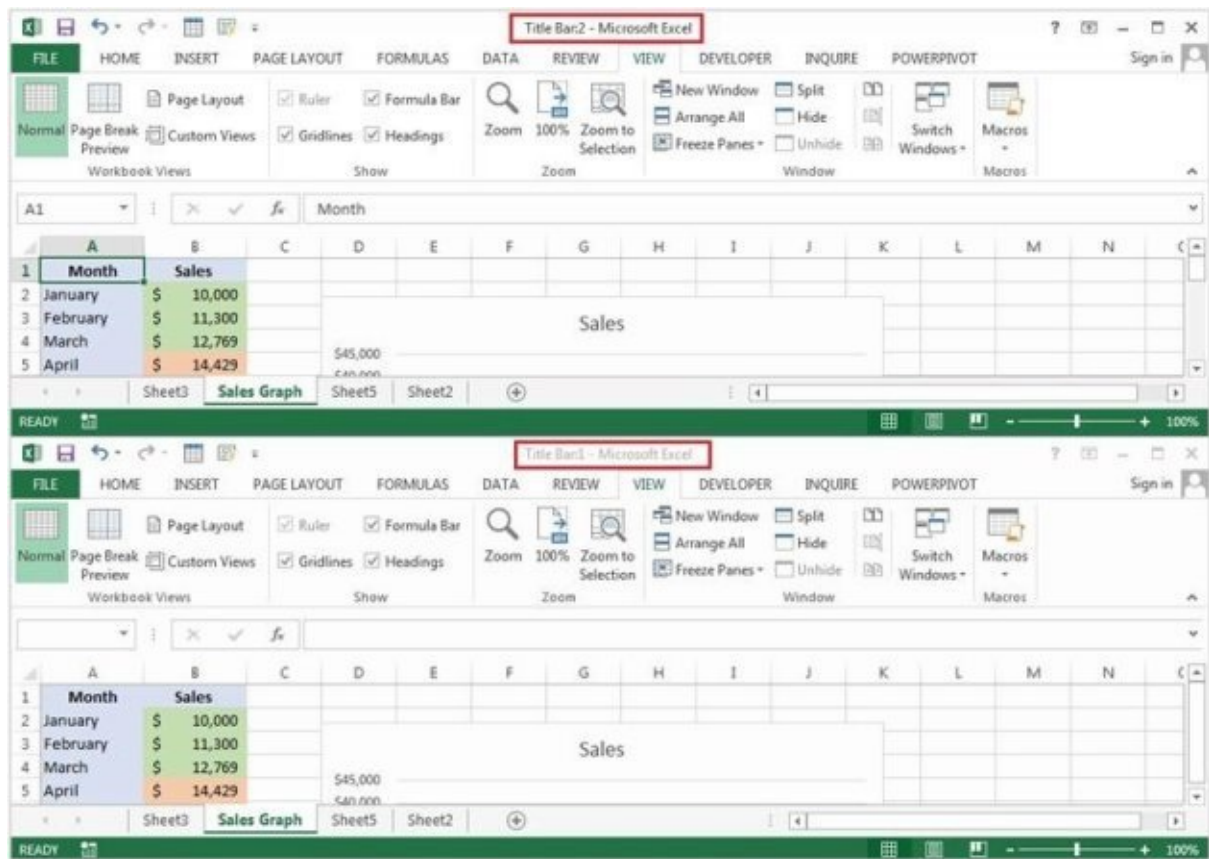 Title Bar:2 - Microsoft Excel ?
FILE HOME INSERT PAGE LAYOUT FORMULAS DATA REVIEW VIEW DEVELOPER INQUIRE POWERPIVOT Sign in
Page Layout Ruler Formula Bar New Window Split
Arrange All Hide
Normal Page Break Custom Views Gridlines Headings Zoom 100% Zoom to Freeze Panes Unhide Switch Macros
Preview Selection Windows
Workbook Views Show Zoom Window Macros
A1 fx Month
A B C D E F G H I J K L M N
1 Month Sales
2 January $ 10,000
3 February $ 11,300 Sales
4 March $ 12,769
$45,000
5 April $ 14,429
$40,000
Sheet3 Sales Graph Sheet5 Sheet2
READY - + 100%
Title Bar:1 - Microsoft Excel ?
FILE HOME INSERT PAGE LAYOUT FORMULAS DATA REVIEW VIEW DEVELOPER INQUIRE POWERPIVOT Sign in
Page Layout Ruler Formula Bar New Window Split
Arrange All Hide
Normal Page Break Custom Views Gridlines Headings Zoom 100% Zoom to Freeze Panes Unhide Switch Macros
Preview Selection Windows
Workbook Views Show Zoom Window Macros
fx
A B C D E F G H I J K L M N
1 Month Sales
2 January $ 10,000
3 February $ 11,300 Sales
4 March $ 12,769
$45,000
5 April $ 14,429
$40,000
Sheet3 Sales Graph Sheet5 Sheet2
READY - + 100%